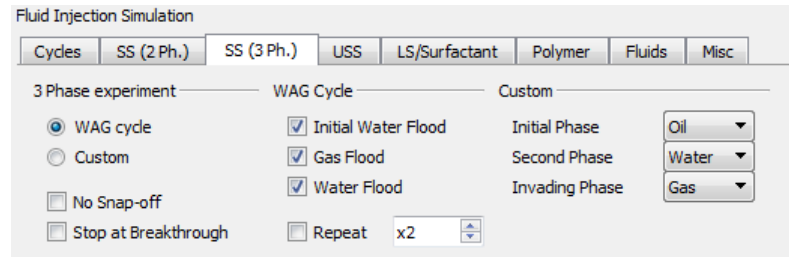 Fluid Injection Simulation
Cycles SS (2 Ph.) SS (3 Ph.) USS LS/Surfactant Polymer Fluids Misc
3 Phase experiment WAG Cycle Custom
WAG cycle Initial Water Flood Initial Phase Oil
Custom Gas Flood Second Phase Water
Water Flood Invading Phase Gas
No Snap-off
Stop at Breakthrough Repeat x2